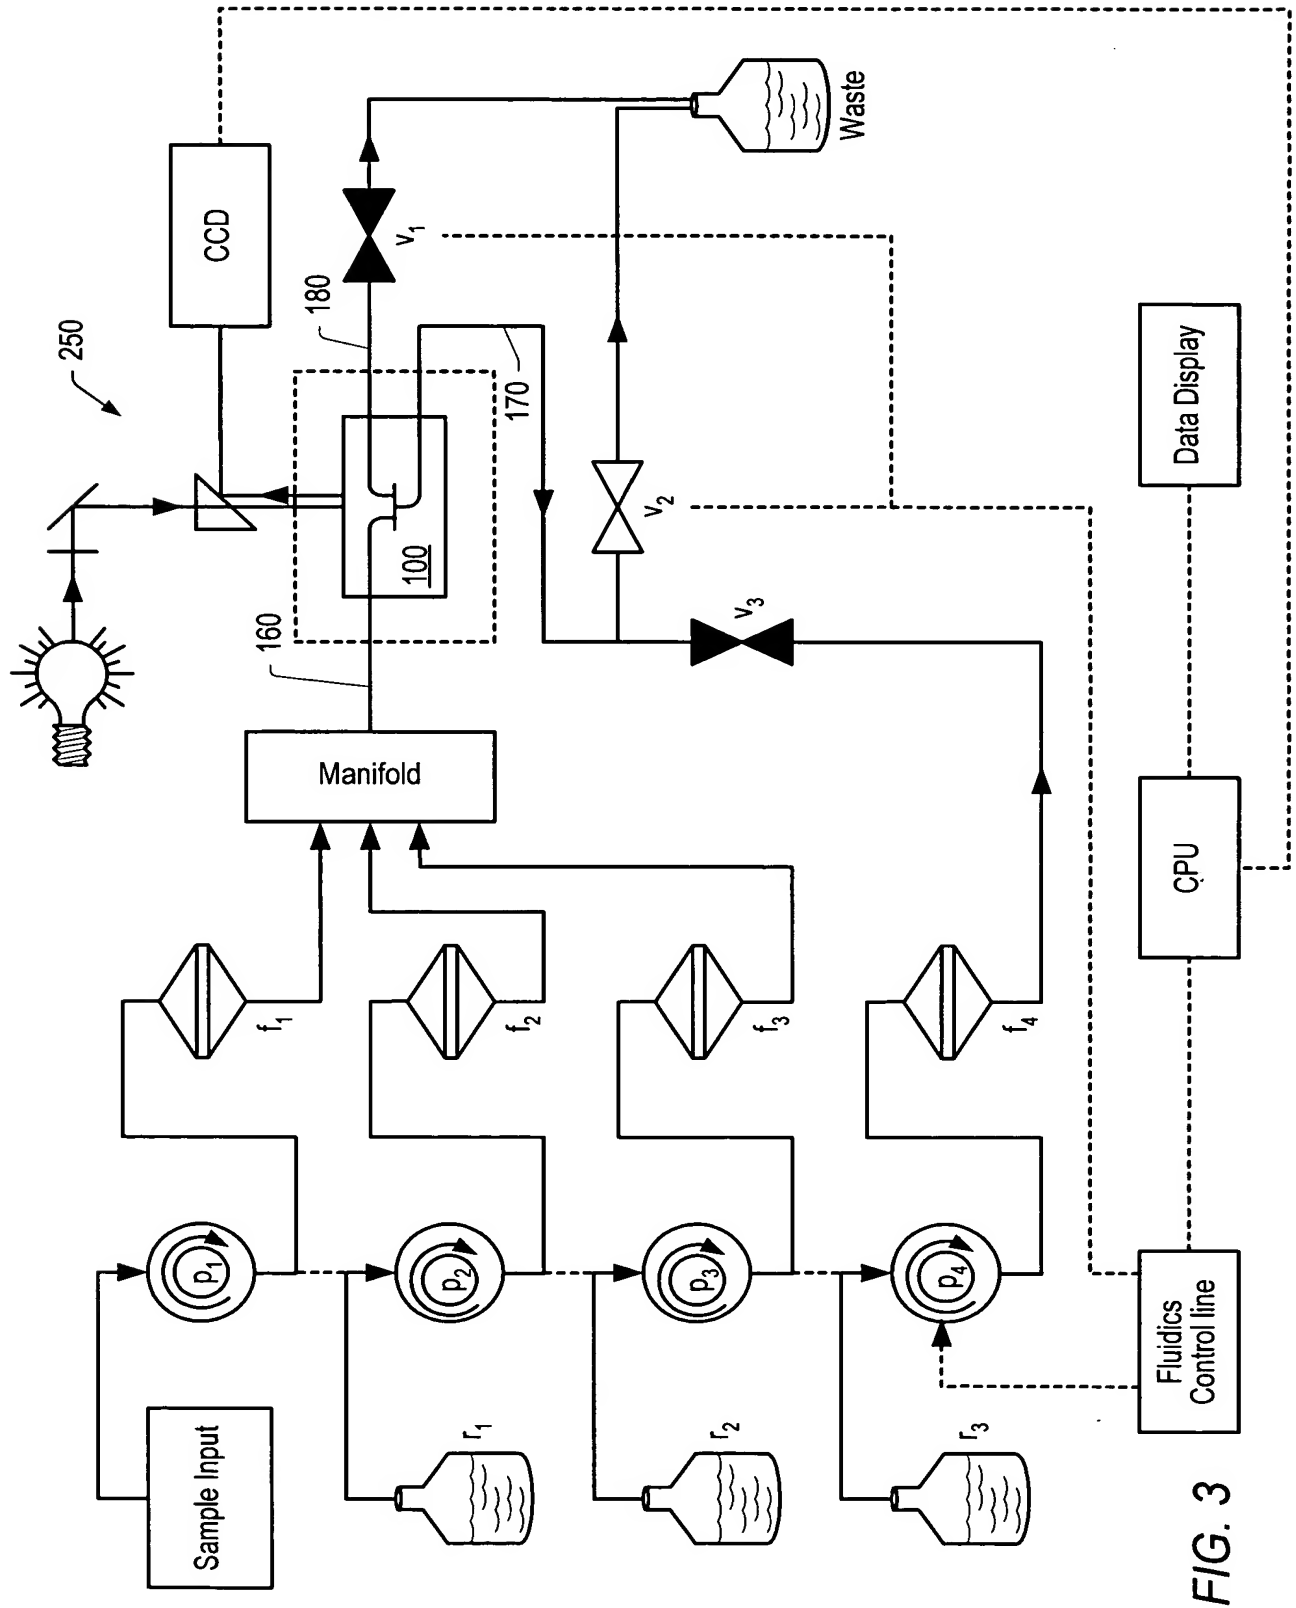 250
CCD
180
V1
Waste
100
170
V2
160
V3
Manifold
Data Display
CPU
f1
f2
f3
f4
p1
p2
p3
p4
Fluidics
Control line
Sample Input
r1
r2
r3
FIG. 3